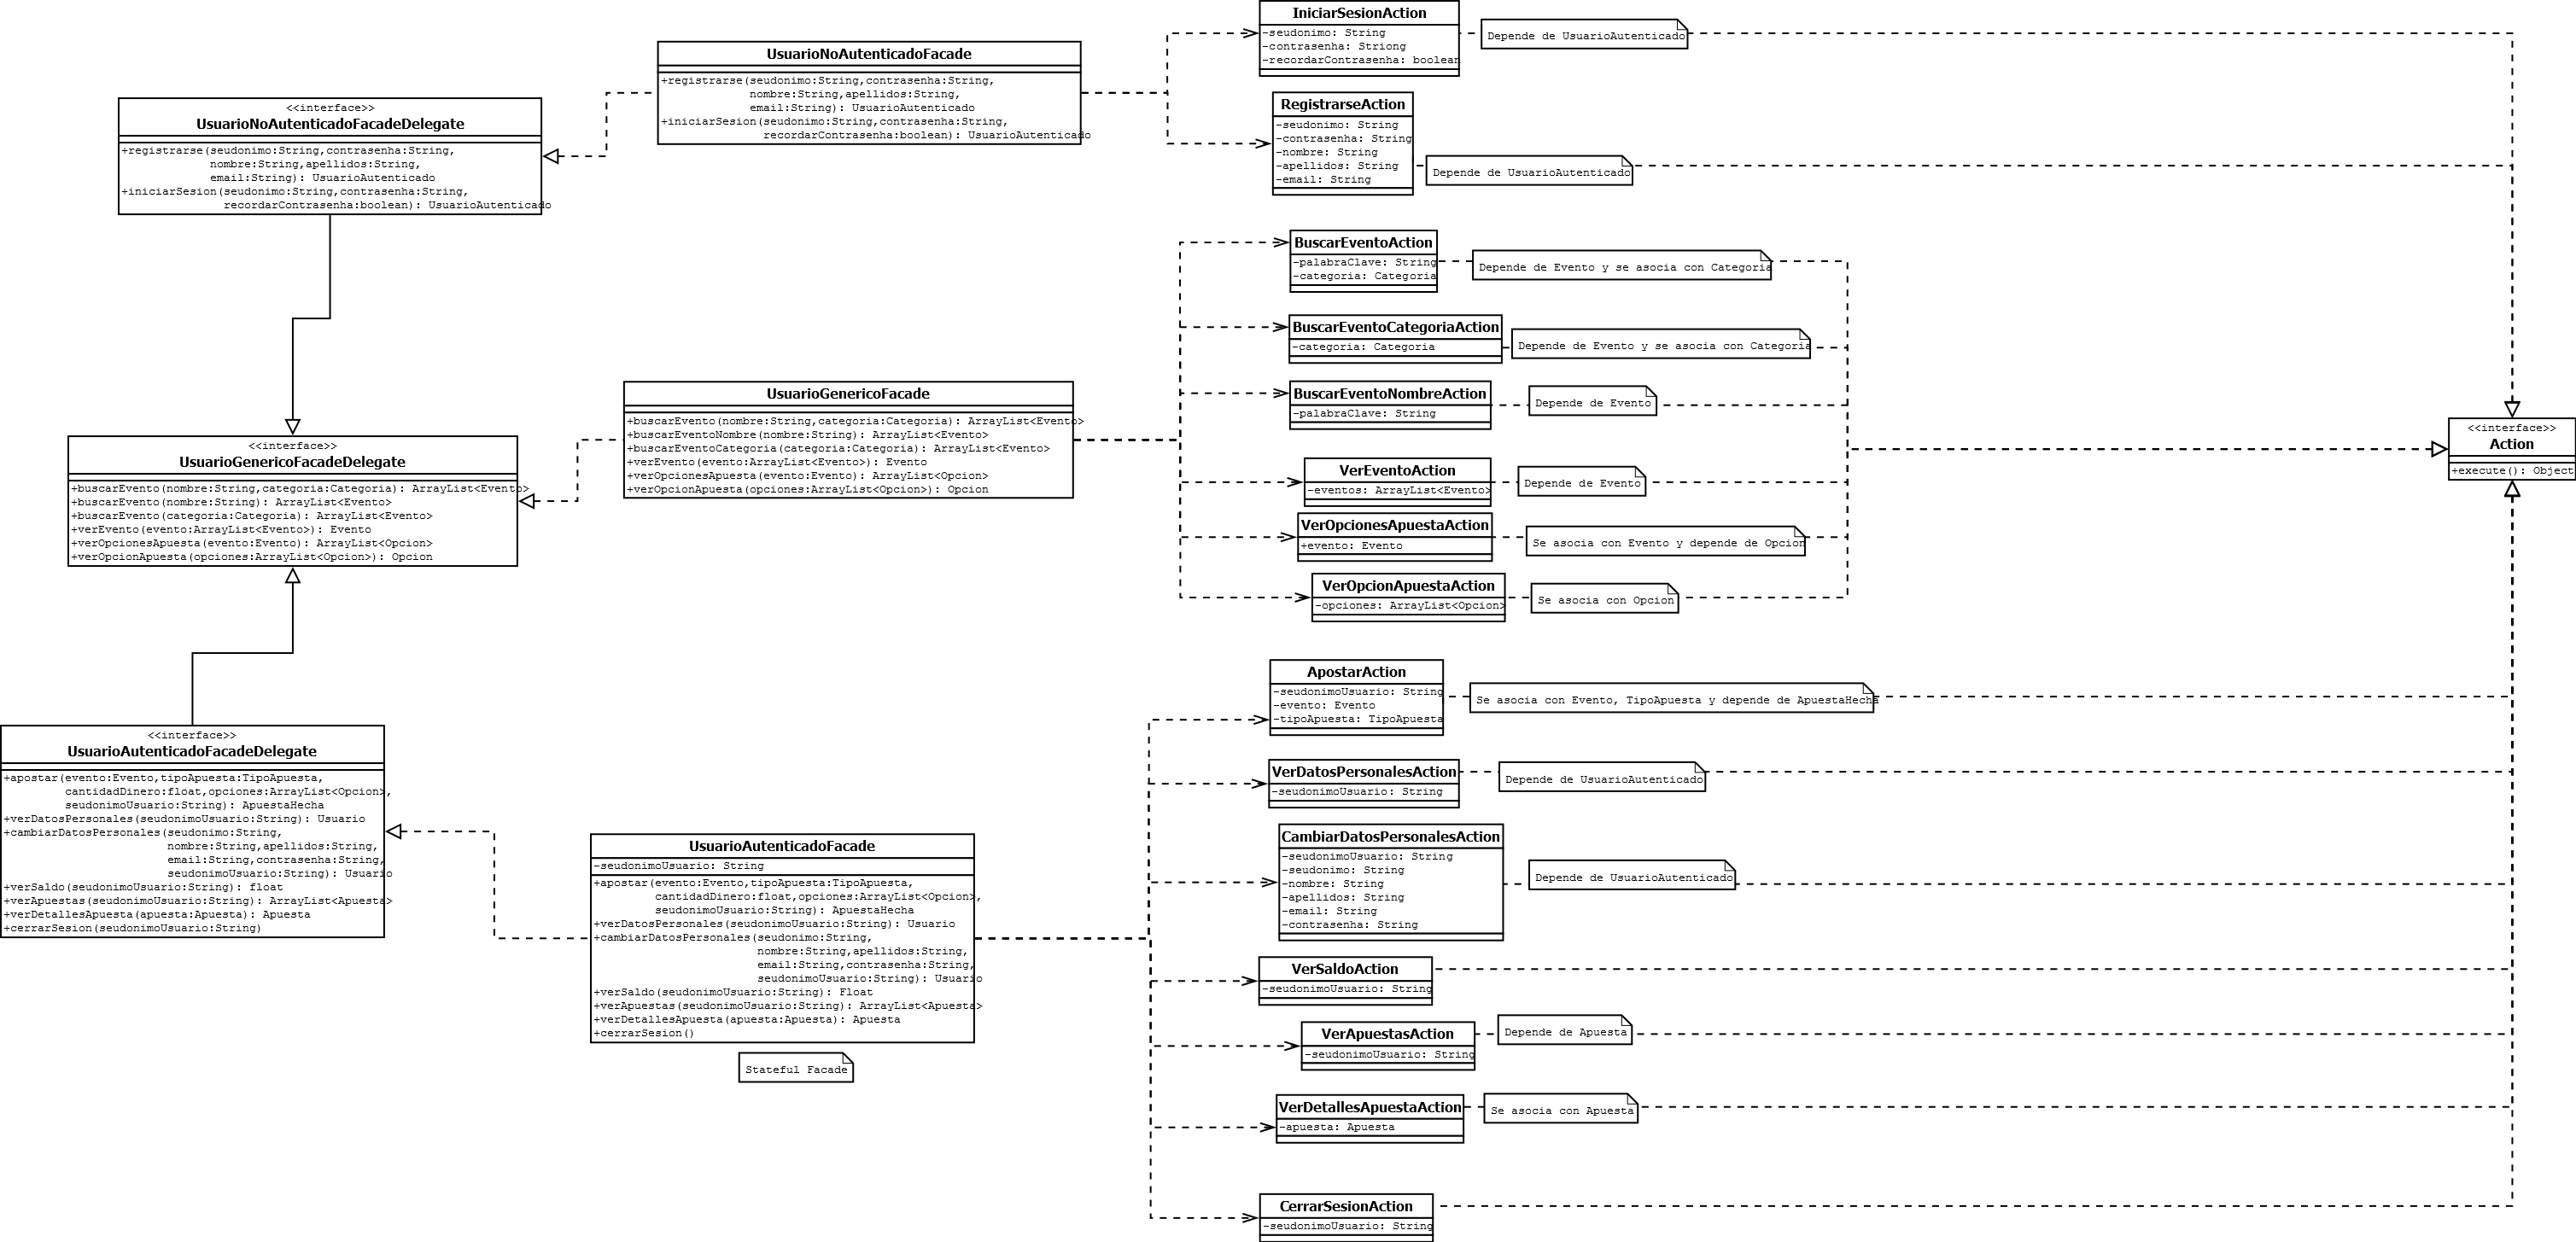 <<interface>>
UsuarioNoAutenticadoFacadeDelegate
+registrarse(seudonimo:String,contrasenha:String,
nombre:String,apellidos:String,
email:String): UsuarioAutenticado
+iniciarSesion(seudonimo:String,contrasenha:String,
recordarContrasenha:boolean): UsuarioAutenticado
<<interface>>
UsuarioGenericoFacadeDelegate
+buscarEvento(nombre:String,categoria:Categoria): ArrayList<Evento>
+buscarEvento(nombre:String): ArrayList<Evento>
+buscarEvento(categoria:Categoria): ArrayList<Evento>
+verEvento(evento:ArrayList<Evento>): Evento
+verOpcionesApuesta(evento:Evento): ArrayList<Opcion>
+verOpcionApuesta(opciones:ArrayList<Opcion>): Opcion
<<interface>>
UsuarioAutenticadoFacadeDelegate
+apostar(evento:Evento,tipoApuesta:TipoApuesta,
cantidadDinero:float,opciones:ArrayList<Opcion>,
seudonimoUsuario:String): ApuestaHecha
+verDatosPersonales(seudonimoUsuario:String): Usuario
+cambiarDatosPersonales(seudonimo:String,
nombre:String,apellidos:String,
email:String,contrasenha:String,
seudonimoUsuario:String): Usuario
+verSaldo(seudonimoUsuario:String): float
+verApuestas(seudonimoUsuario:String): ArrayList<Apuesta>
+verDetallesApuesta(apuesta:Apuesta): Apuesta
+cerrarSesion(seudonimoUsuario:String)
UsuarioNoAutenticadoFacade
+registrarse(seudonimo:String,contrasenha:String,
nombre:String,apellidos:String,
email:String): UsuarioAutenticado
+iniciarSesion(seudonimo:String,contrasenha:String,
recordarContrasenha:boolean): UsuarioAutenticado
UsuarioGenericoFacade
+buscarEvento(nombre:String,categoria:Categoria): ArrayList<Evento>
+buscarEventoNombre(nombre:String): ArrayList<Evento>
+buscarEventoCategoria(categoria:Categoria): ArrayList<Evento>
+verEvento(evento:ArrayList<Evento>): Evento
+verOpcionesApuesta(evento:Evento): ArrayList<Opcion>
+verOpcionApuesta(opciones:ArrayList<Opcion>): Opcion
UsuarioAutenticadoFacade
-seudonimoUsuario: String
+apostar(evento:Evento,tipoApuesta:TipoApuesta,
cantidadDinero:float,opciones:ArrayList<Opcion>,
seudonimoUsuario:String): ApuestaHecha
+verDatosPersonales(seudonimoUsuario:String): Usuario
+cambiarDatosPersonales(seudonimo:String,
nombre:String,apellidos:String,
email:String,contrasenha:String,
seudonimoUsuario:String): Usuario
+verSaldo(seudonimoUsuario:String): Float
+verApuestas(seudonimoUsuario:String): ArrayList<Apuesta>
+verDetallesApuesta(apuesta:Apuesta): Apuesta
+cerrarSesion()
Stateful Facade
IniciarSesionAction
-seudonimo: String
-contrasenha: Striong
-recordarContrasenha: boolean
Depende de UsuarioAutenticado
RegistrarseAction
-seudonimo: String
-contrasenha: String
-nombre: String
-apellidos: String
-email: String
Depende de UsuarioAutenticado
BuscarEventoAction
-palabraClave: String
-categoria: Categoria
Depende de Evento y se asocia con Categoria
BuscarEventoCategoriaAction
-categoria: Categoria
Depende de Evento y se asocia con Categoria
BuscarEventoNombreAction
-palabraClave: String
Depende de Evento
VerEventoAction
-eventos: ArrayList<Evento>
Depende de Evento
VerOpcionesApuestaAction
+evento: Evento
Se asocia con Evento y depende de Opcion
VerOpcionApuestaAction
-opciones: ArrayList<Opcion>
Se asocia con Opcion
ApostarAction
-seudonimoUsuario: String
-evento: Evento
-tipoApuesta: TipoApuesta
Se asocia con Evento, TipoApuesta y depende de ApuestaHecha
VerDatosPersonalesAction
-seudonimoUsuario: String
Depende de UsuarioAutenticado
CambiarDatosPersonalesAction
-seudonimoUsuario: String
-seudonimo: String
-nombre: String
-apellidos: String
-email: String
-contrasenha: String
Depende de UsuarioAutenticado
VerSaldoAction
-seudonimoUsuario: String
VerApuestasAction
-seudonimoUsuario: String
Depende de Apuesta
VerDetallesApuestaAction
-apuesta: Apuesta
Se asocia con Apuesta
CerrarSesionAction
-seudonimoUsuario: String
<<interface>>
Action
+execute(): Object